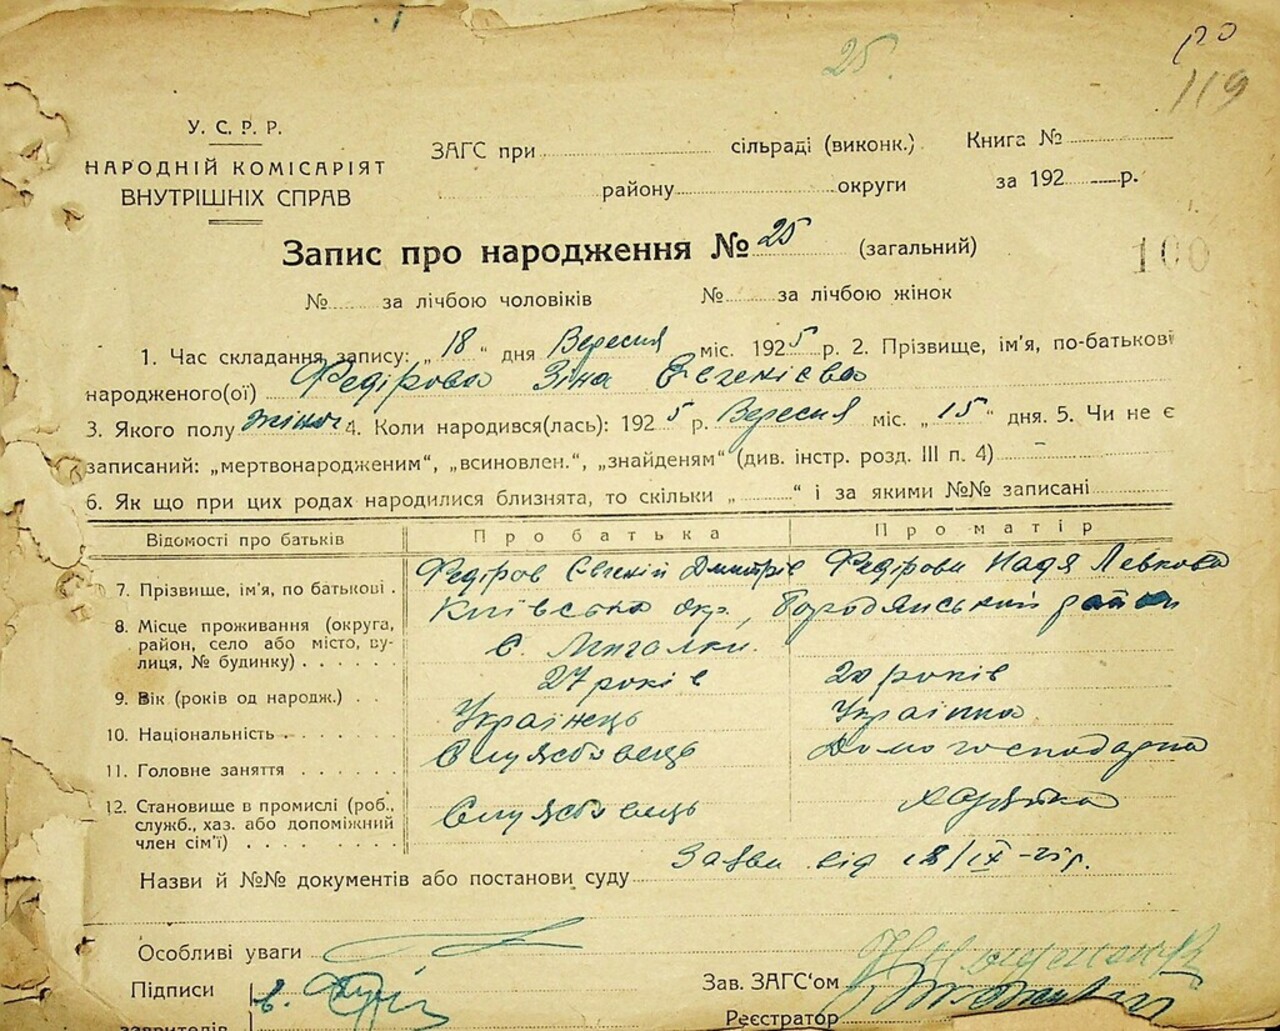 25.
119
У. С. Р. Р.
НАРОДНІЙ КОМІСАРІЯТ
ВНУТРІШНІХ СПРАВ
ЗАГС при сільраді (виконк.) Книга №
району округи за 192 р.
Запис про народження № 25 (загальний)
100
№ за лічбою чоловіків № за лічбою жінок
1. Час складання запису: „ 18 “ дня Вересня міс. 1925 р. 2. Прізвище, ім'я, по-батькові
народженого(ої) Федірова Зіна Євгенієва
3. Якого полу жіноч 4. Коли народився(лась): 1925 р. Вересня міс. „ 15 “ дня. 5. Чи не є
записаний: „мертвонародженим“, „всиновлен.“, „знайденям“ (див. інстр. розд. III п. 4) –
6. Як що при цих родах народилися близнята, то скільки „ “ і за якими №№ записані
Відомості про батьків Про батька Про матір
7. Прізвище, ім'я, по батькові . Федіров Євгеній Дмитрів Федірова Надя Левкова
8. Місце проживання (округа, район, село або місто, вулиця, № будинку) . . . . . . Київська окр., Бородянський район
с. Мигалки.
9. Вік (років од народж.) . . 27 років 20 років
10. Національність . . . . . . Українець Українка
11. Головне заняття . . . . . . Службовець Домогосподарка
12. Становище в промислі (роб., служб., хаз. або допоміжний член сім'ї) . . . . . . . . Службовець
Назви й №№ документів або постанови суду Заява від 18/IX–25р.
Особливі уваги
Підписи Зав. ЗАГС‘ом
заявителів Реєстратор